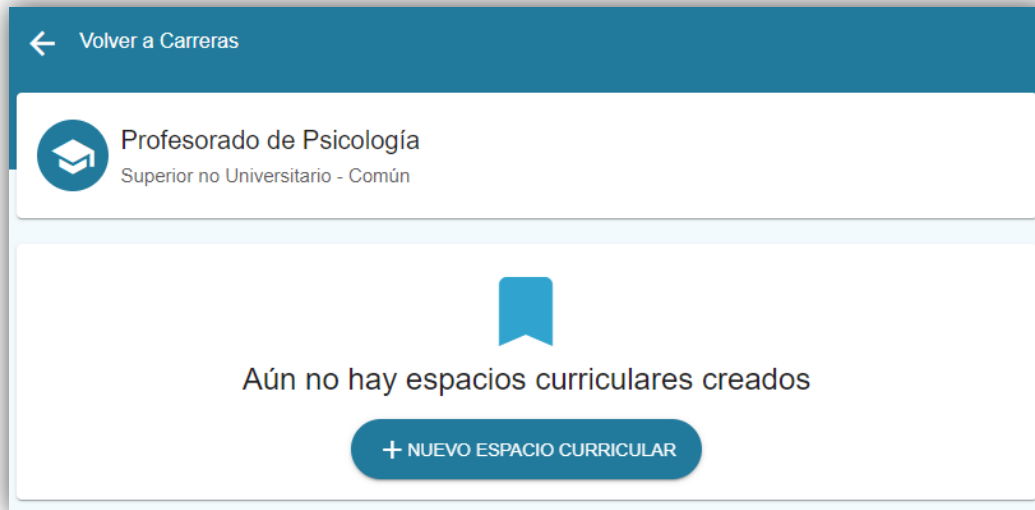 Volver a Carreras
Profesorado de Psicología
Superior no Universitario - Común
Aún no hay espacios curriculares creados
+ NUEVO ESPACIO CURRICULAR